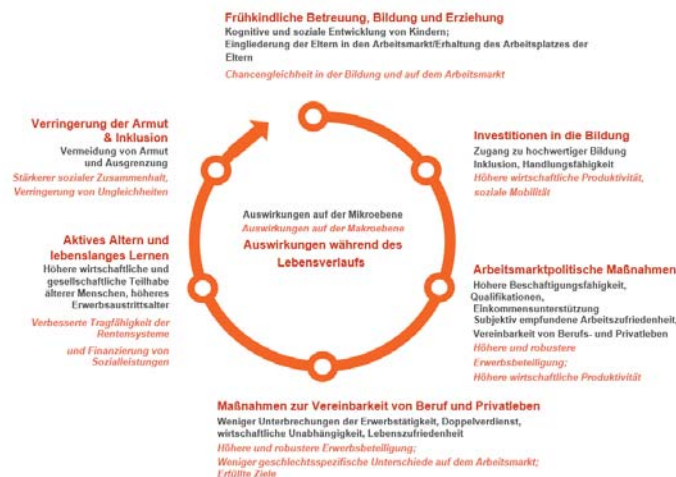 Frühkindliche Betreuung, Bildung und Erziehung
Kognitive und soziale Entwicklung von Kindern;
Eingliederung der Eltern in den Arbeitsmarkt/Erhaltung des Arbeitsplatzes der
Eltern
Chancengleichheit in der Bildung und auf dem Arbeitsmarkt
Investitionen in die Bildung
Zugang zu hochwertiger Bildung
Inklusion, Handlungsfähigkeit
Höhere wirtschaftliche Produktivität,
soziale Mobilität
Arbeitsmarktpolitische Maßnahmen
Höhere Beschäftigungsfähigkeit,
Qualifikationen,
Einkommensunterstützung
Subjektiv empfundene Arbeitszufriedenheit,
Vereinbarkeit von Berufs- und Privatleben
Höhere und robustere
Erwerbsbeteiligung;
Höhere wirtschaftliche Produktivität
Maßnahmen zur Vereinbarkeit von Beruf und Privatleben
Weniger Unterbrechungen der Erwerbstätigkeit, Doppelverdienst,
wirtschaftliche Unabhängigkeit, Lebenszufriedenheit
Höhere und robustere Erwerbsbeteiligung;
Weniger geschlechtsspezifische Unterschiede auf dem Arbeitsmarkt;
Erfüllte Ziele
Aktives Altern und
lebenslanges Lernen
Höhere wirtschaftliche und
gesellschaftliche Teilhabe
älterer Menschen, höheres
Erwerbsaustrittsalter
Verbesserte Tragfähigkeit der
Rentensysteme
und Finanzierung von
Sozialleistungen
Verringerung der Armut
& Inklusion
Vermeidung von Armut
und Ausgrenzung
Stärkerer sozialer Zusammenhalt,
Verringerung von Ungleichheiten
Auswirkungen auf der Mikroebene
Auswirkungen auf der Makroebene
Auswirkungen während des
Lebensverlaufs